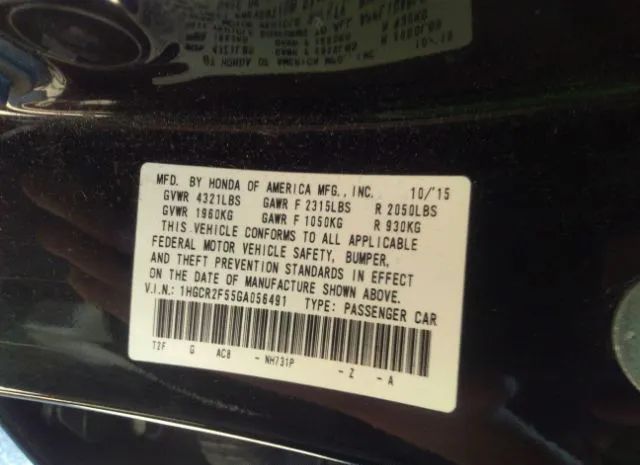 MFD. BY HONDA OF AMERICA MFG., INC. 10/'15
GVWR 4321LBS GAWR F 2315LBS R 2050LBS
GVWR 1960KG GAWR F 1050KG R 930KG
THIS VEHICLE CONFORMS TO ALL APPLICABLE
FEDERAL MOTOR VEHICLE SAFETY, BUMPER,
AND THEFT PREVENTION STANDARDS IN EFFECT
ON THE DATE OF MANUFACTURE SHOWN ABOVE.
V.I.N.: 1HGCR2F55GA056491 TYPE: PASSENGER CAR
T2F G AC8 - NH731P - Z - A